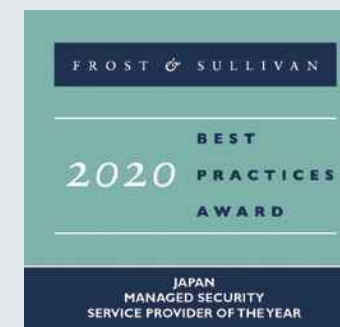 FROST & SULLIVAN
BEST
2020 PRACTICES
AWARD
JAPAN
MANAGED SECURITY
SERVICE PROVIDER OF THE YEAR